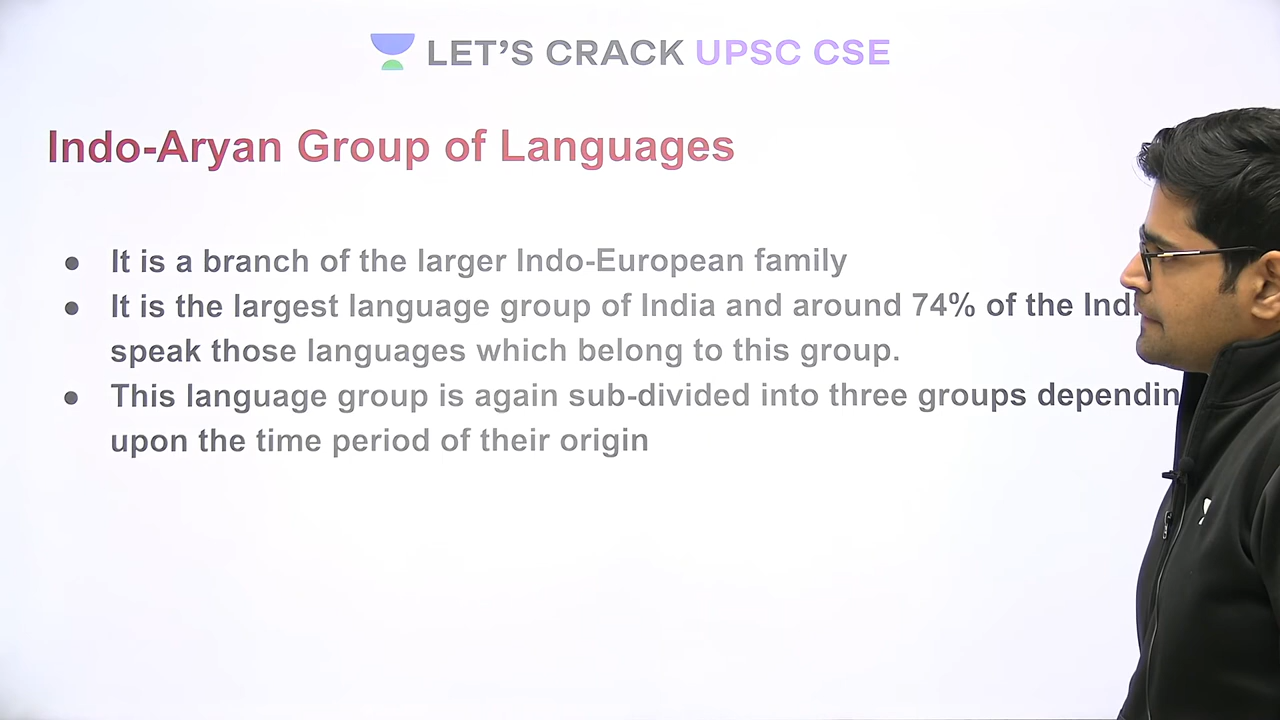 LET'S CRACK UPSC CSE
Indo-Aryan Group of Languages
● It is a branch of the larger Indo-European family
● It is the largest language group of India and around 74% of the
speak those languages which belong to this group.
● This language group is again sub-divided into three groups
upon the time period of their origin